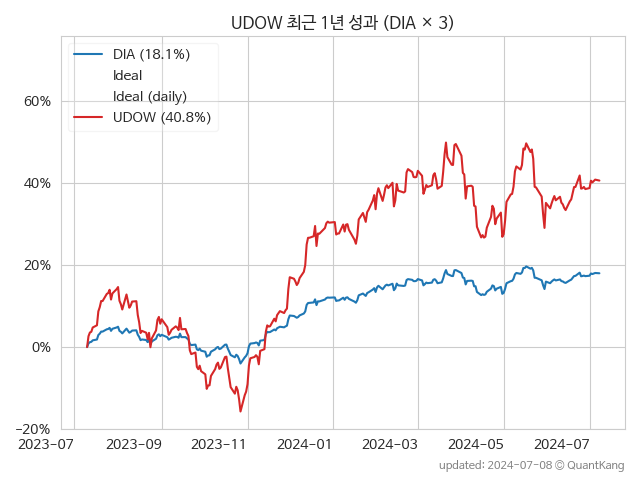 UDOW 최근 1년 성과 (DIA × 3)
DIA (18.1%)
Ideal
Ideal (daily)
UDOW (40.8%)
60%
40%
20%
0%
−20%
2023-07
2023-09
2023-11
2024-01
2024-03
2024-05
2024-07
updated: 2024-07-08 © QuantKang